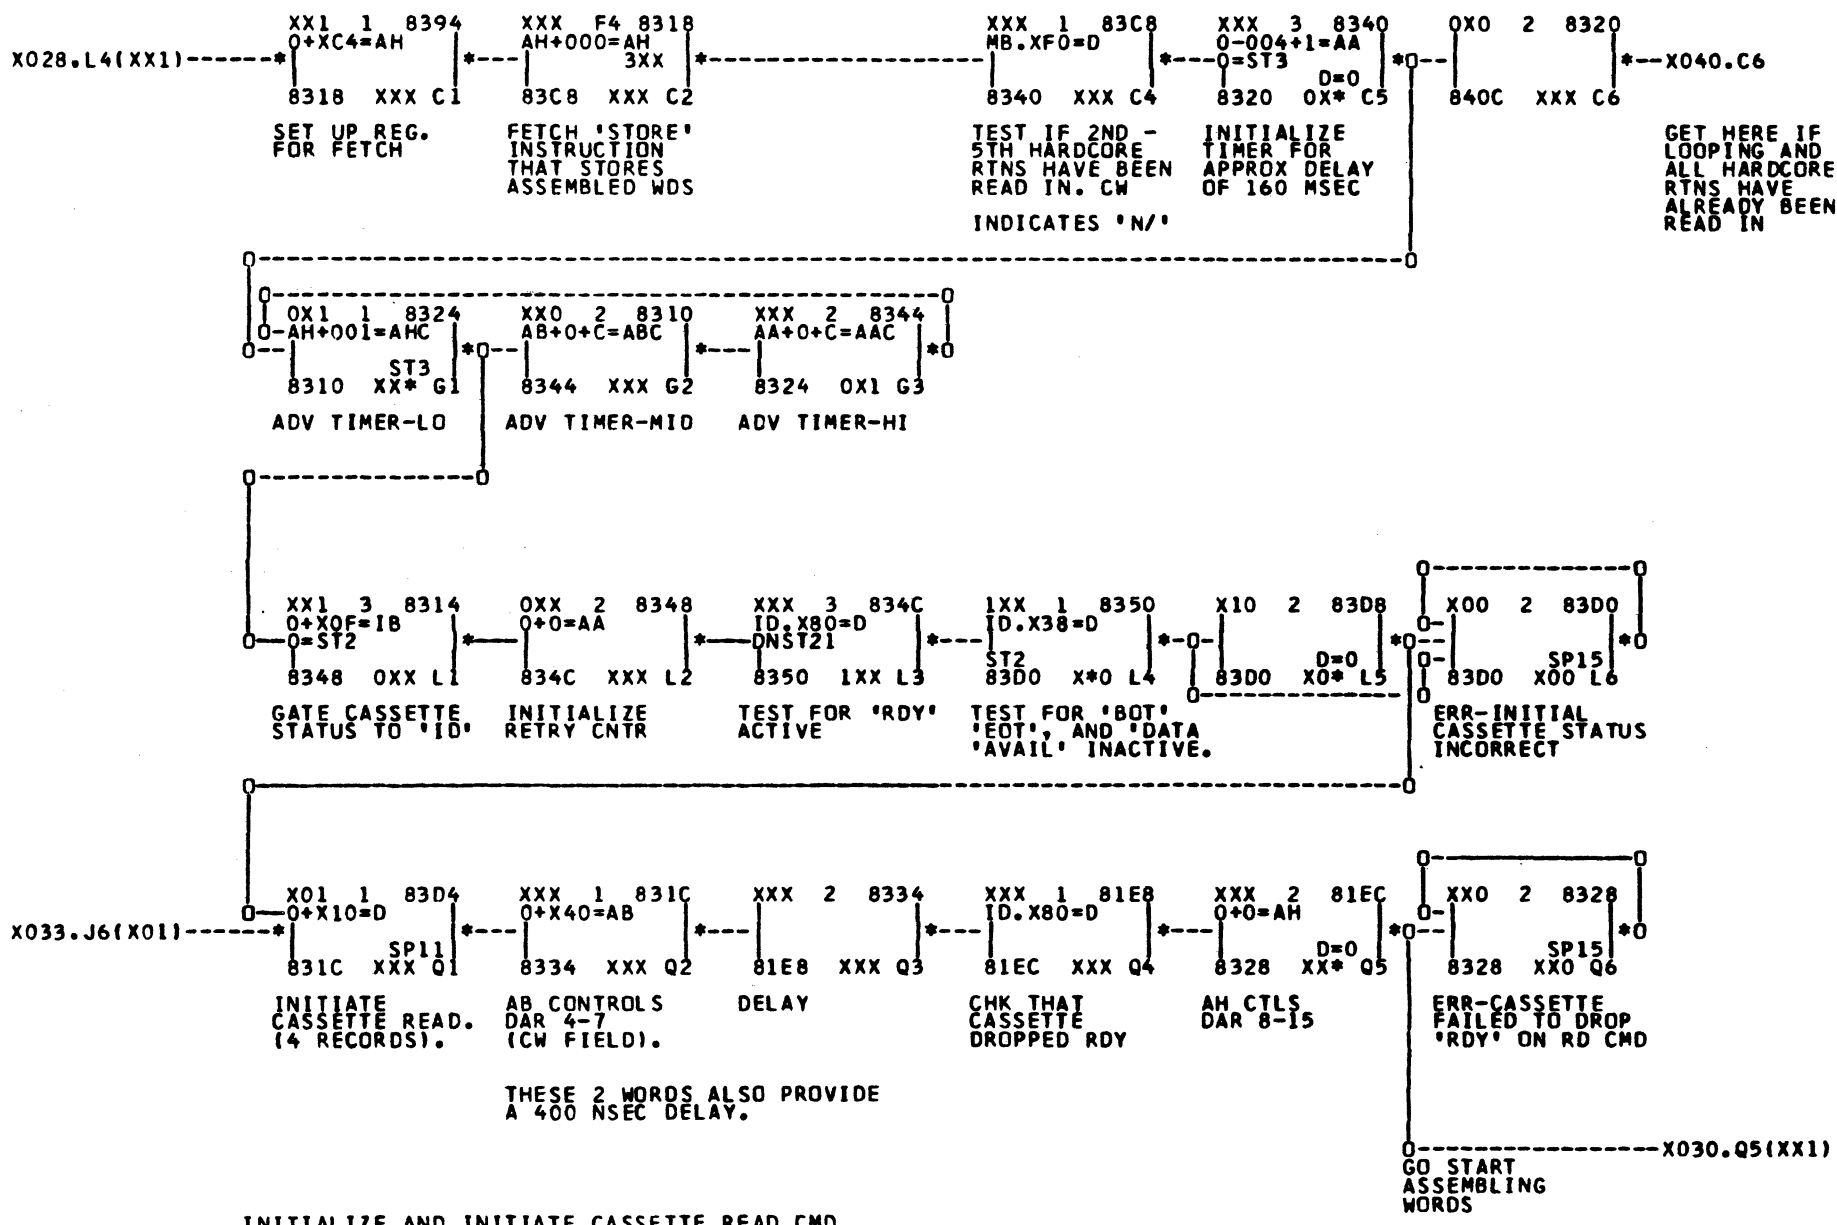 XX1 1 8394 XXX F4 8318 XXX 1 83C8 XXX 3 8340 0X0 2 8320
0+XC4=AH AH+000=AH MB.XF0=D 0-004+1=AA
X028.L4(XX1)------* 3XX *---------------- *---0=ST3 *0-- *--X040.C6
D=0
8318 XXX C1 83C8 XXX C2 8340 XXX C4 8320 0X* C5 840C XXX C6
SET UP REG. FETCH 'STORE' TEST IF 2ND - INITIALIZE GET HERE IF
FOR FETCH INSTRUCTION 5TH HARDCORE TIMER FOR LOOPING AND
THAT STORES RTNS HAVE BEEN APPROX DELAY ALL HARDCORE
ASSEMBLED WDS READ IN. CW OF 160 MSEC RTNS HAVE
ALREADY BEEN
INDICATES 'N/' READ IN
0X1 1 8324 XX0 2 8310 XXX 2 8344
0-AH+001=AHC AB+0+C=ABC AA+0+C=AAC
0-- *0-- *--- *0
ST3
8310 XX* G1 8344 XXX G2 8324 0X1 G3
ADV TIMER-LO ADV TIMER-MID ADV TIMER-HI
XX1 3 8314 0XX 2 8348 XXX 3 834C 1XX 1 8350 X10 2 83D8 X00 2 83D0
0+X0F=IB 0+0=AA ID.X80=D ID.X38=D
0-0=ST2 *-- *--DNST21 *--- *-0- *0-- *0
ST2 D=0 SP15
8348 0XX L1 834C XXX L2 8350 1XX L3 83D0 X*0 L4 83D0 X0* L5 83D0 X00 L6
GATE CASSETTE INITIALIZE TEST FOR 'RDY' TEST FOR 'BOT' ERR-INITIAL
STATUS TO 'ID' RETRY CNTR ACTIVE 'EOT', AND 'DATA CASSETTE STATUS
'AVAIL' INACTIVE. INCORRECT
X01 1 83D4 XXX 1 831C XXX 2 8334 XXX 1 81E8 XXX 2 81EC XX0 2 8328
0-0+X10=D 0+X40=AB ID.X80=D 0+0=AH
X033.J6(X01)------* *--- *--- *--- *0-- *0
SP11 D=0 SP15
831C XXX Q1 8334 XXX Q2 81E8 XXX Q3 81EC XXX Q4 8328 XX* Q5 8328 XX0 Q6
INITIATE AB CONTROLS DELAY CHK THAT AH CTLS ERR-CASSETTE
CASSETTE READ. DAR 4-7 CASSETTE DAR 8-15 FAILED TO DROP
(4 RECORDS). (CW FIELD). DROPPED RDY 'RDY' ON RD CMD
THESE 2 WORDS ALSO PROVIDE
A 400 NSEC DELAY.
0---------------X030.Q5(XX1)
GO START
ASSEMBLING
WORDS
INITIALIZE AND INITIATE CASSETTE READ CMD